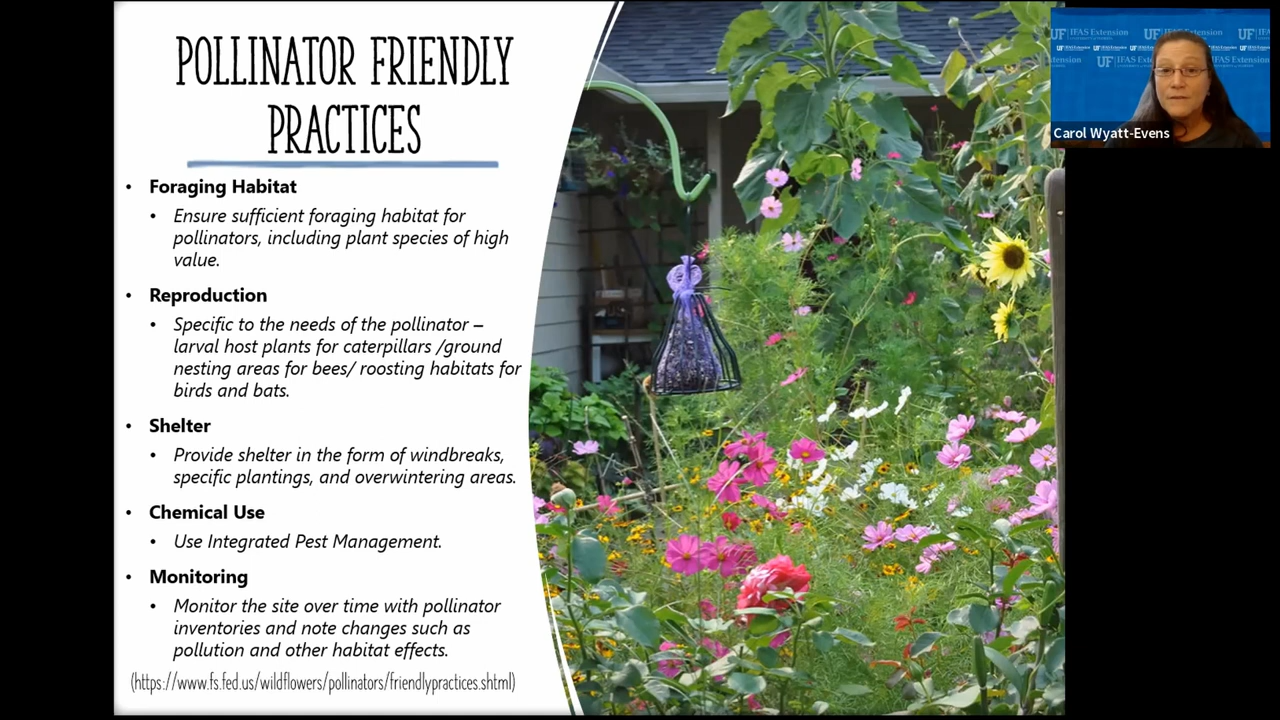 POLLINATOR FRIENDLY
PRACTICES
• Foraging Habitat
• Ensure sufficient foraging habitat for
pollinators, including plant species of high
value.
• Reproduction
• Specific to the needs of the pollinator –
larval host plants for caterpillars /ground
nesting areas for bees/ roosting habitats for
birds and bats.
• Shelter
• Provide shelter in the form of windbreaks,
specific plantings, and overwintering areas.
• Chemical Use
• Use Integrated Pest Management.
• Monitoring
• Monitor the site over time with pollinator
inventories and note changes such as
pollution and other habitat effects.
(https://www.fs.fed.us/wildflowers/pollinators/friendlypractices.shtml)
UF IFAS Extension UF
UF IFAS Extension
Carol Wyatt-Evens